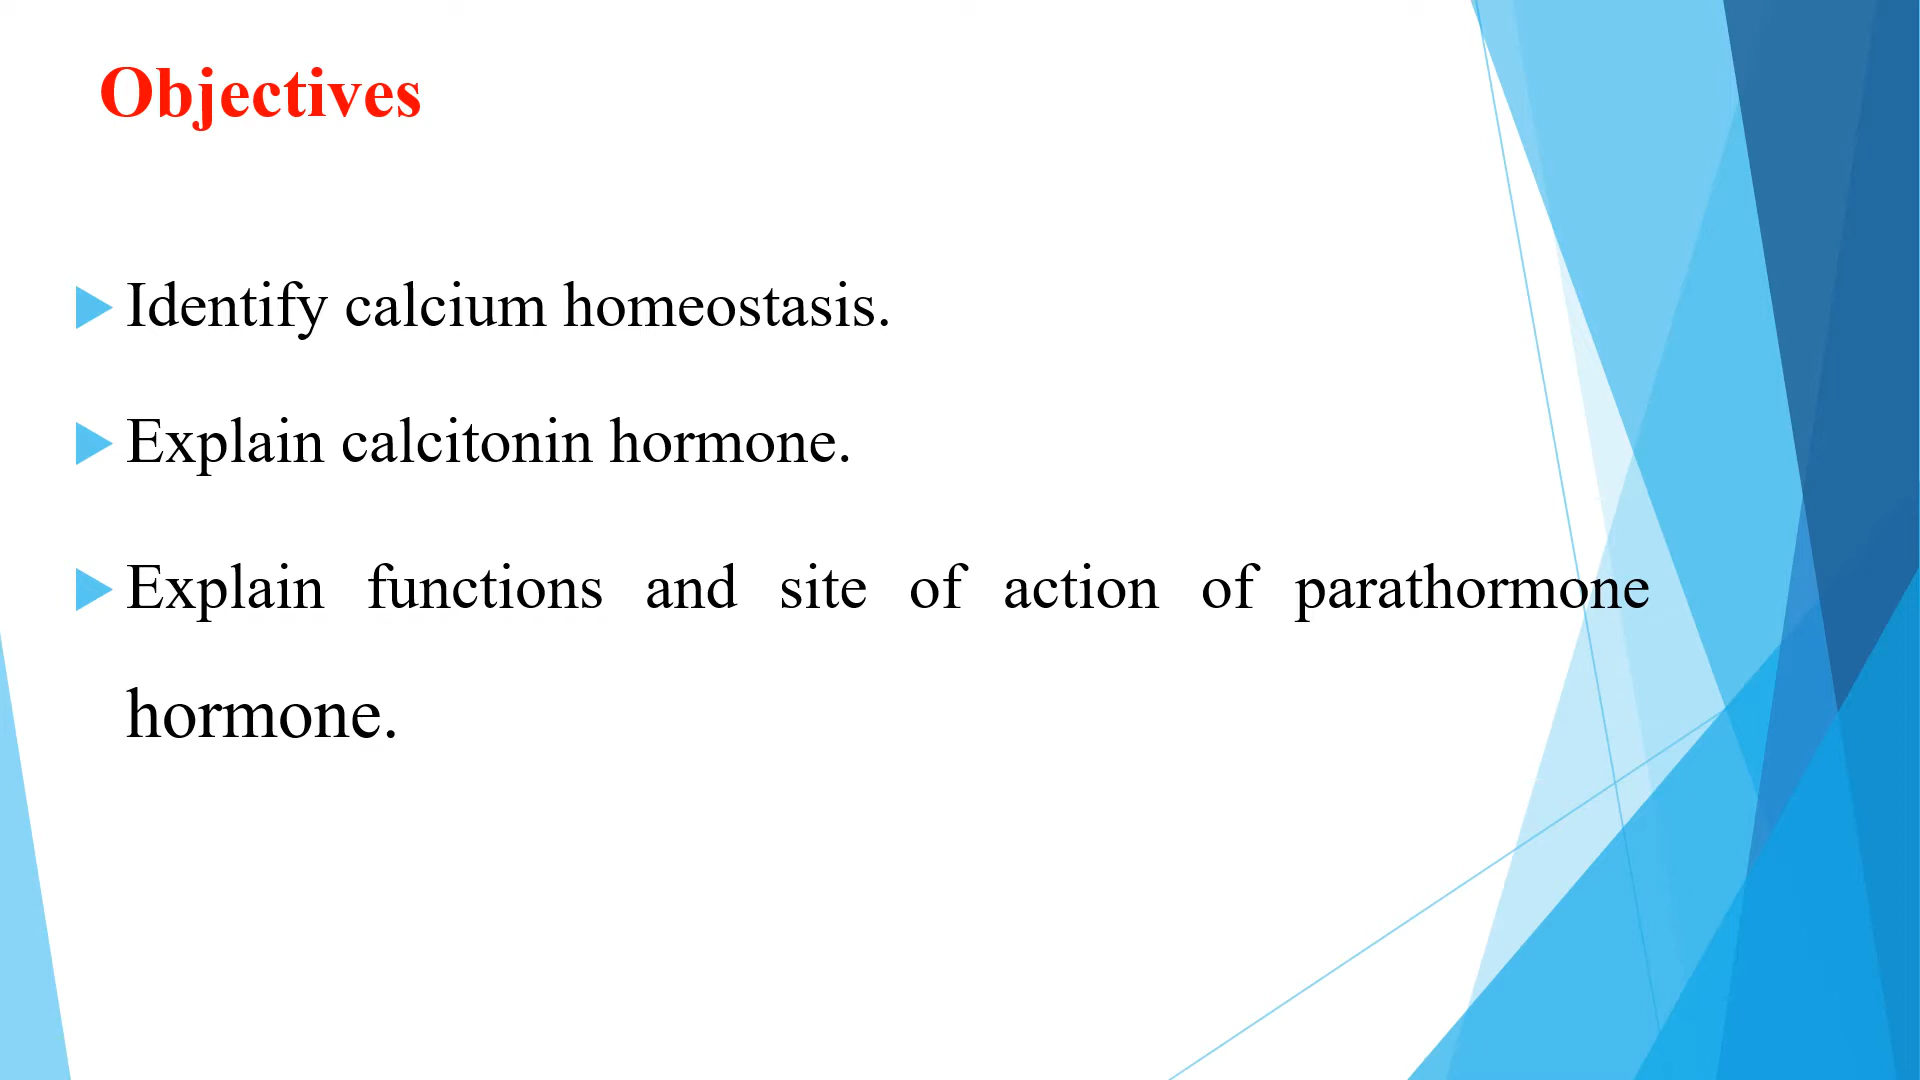 Objectives
Identify calcium homeostasis.
Explain calcitonin hormone.
Explain functions and site of action of parathormone
hormone.